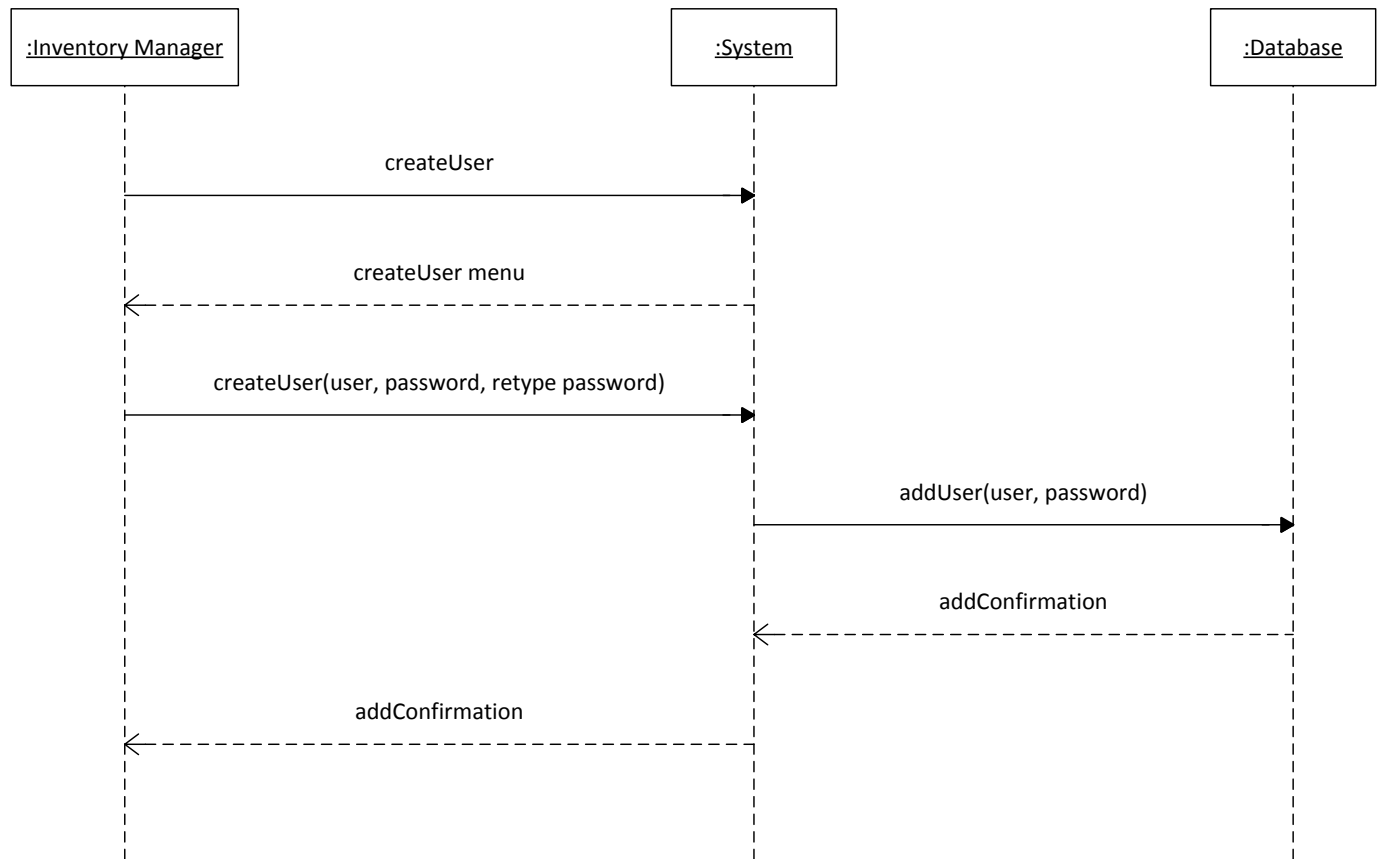 :Inventory Manager
:System
:Database
createUser
createUser menu
createUser(user, password, retype password)
addUser(user, password)
addConfirmation
addConfirmation